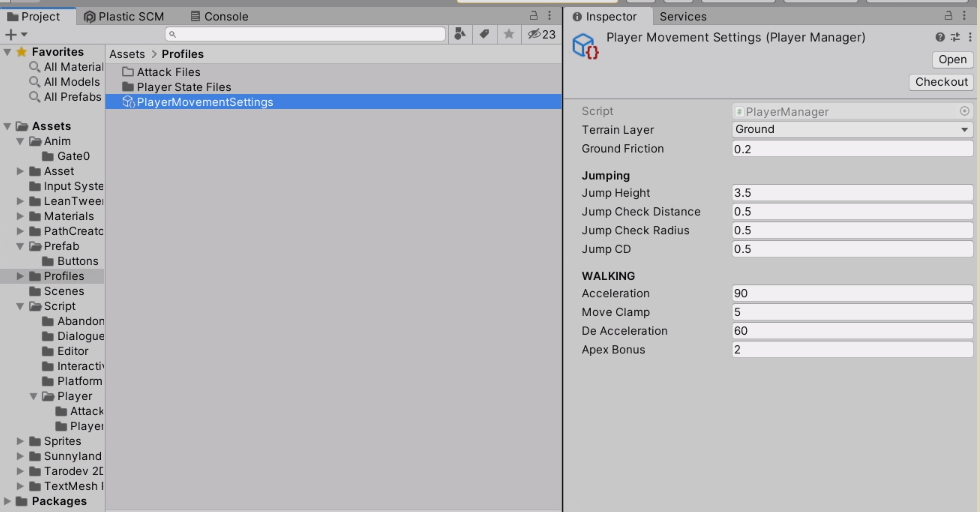 Project
Plastic SCM
Console
23
Favorites
All Material
All Models
All Prefabs
Assets
Anim
Gate0
Asset
Input Syste
LeanTweer
Materials
PathCreato
Prefab
Buttons
Profiles
Scenes
Script
Abandon
Dialogue
Editor
Interactiv
Platform
Player
Attack
Player
Sprites
Sunnyland
Tarodev 2D
TextMesh P
Packages
Assets > Profiles
Attack Files
Player State Files
PlayerMovementSettings
Inspector
Services
Player Movement Settings (Player Manager)
Open
Checkout
Script # PlayerManager
Terrain Layer Ground
Ground Friction 0.2
Jumping
Jump Height 3.5
Jump Check Distance 0.5
Jump Check Radius 0.5
Jump CD 0.5
WALKING
Acceleration 90
Move Clamp 5
De Acceleration 60
Apex Bonus 2